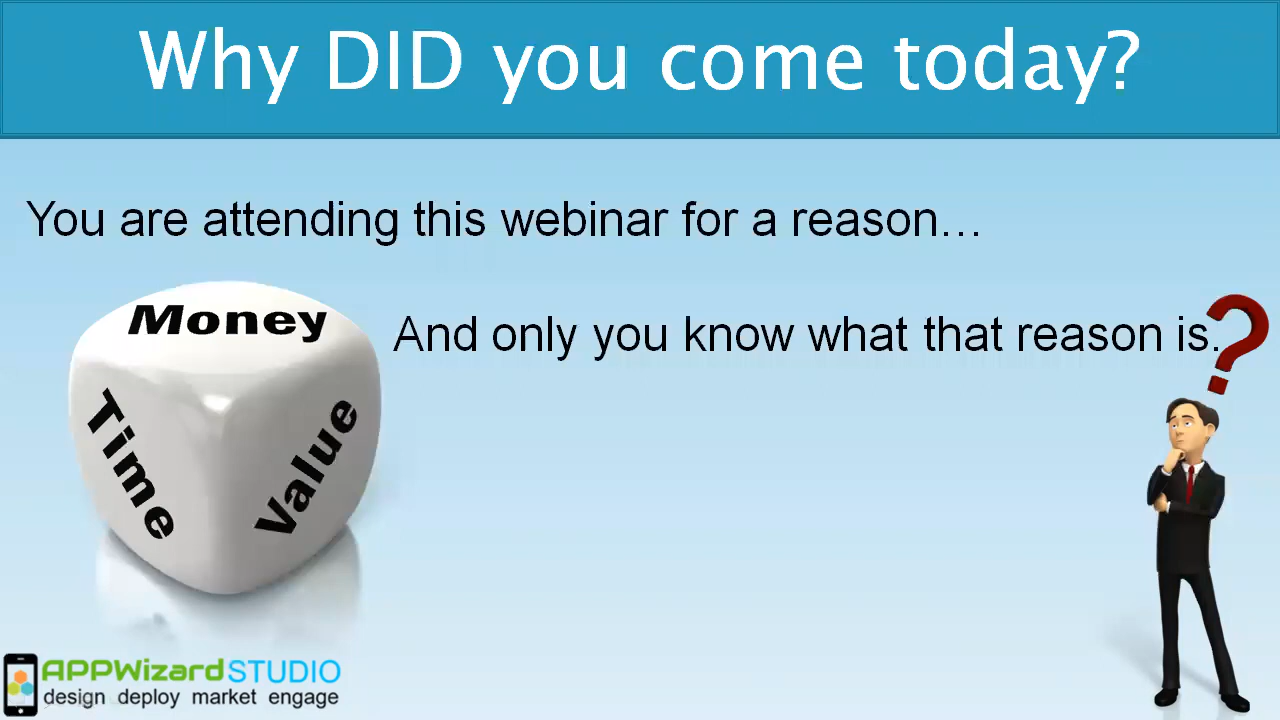 Why DID you come today?
You are attending this webinar for a reason…
Money
And only you know what that reason is.
?
Time
Value
APPWizardSTUDIO
design deploy market engage